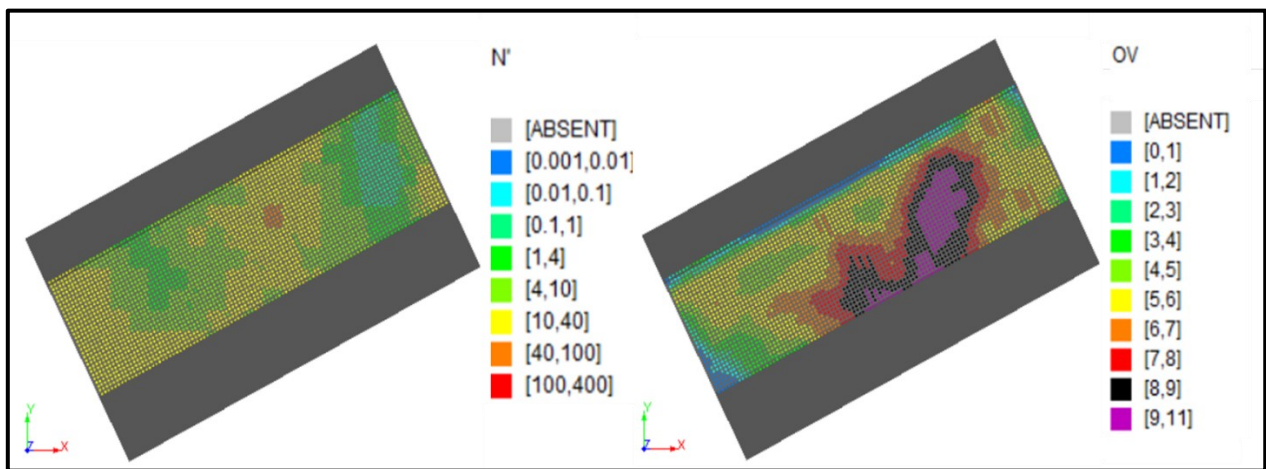 N'
[ABSENT]
[0.001,0.01]
[0.01,0.1]
[0.1,1]
[1,4]
[4,10]
[10,40]
[40,100]
[100,400]
Y
Z
X
OV
[ABSENT]
[0,1]
[1,2]
[2,3]
[3,4]
[4,5]
[5,6]
[6,7]
[7,8]
[8,9]
[9,11]
Y
Z
X